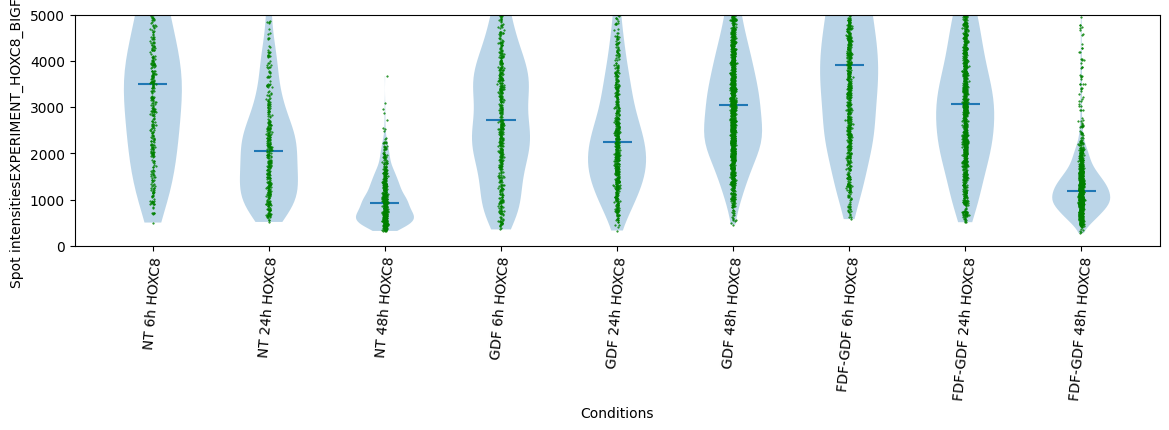 Spot intensitiesEXPERIMENT_HOXC8_BIGF
5000
4000
3000
2000
1000
0
NT 6h HOXC8
NT 24h HOXC8
NT 48h HOXC8
GDF 6h HOXC8
GDF 24h HOXC8
GDF 48h HOXC8
FDF-GDF 6h HOXC8
FDF-GDF 24h HOXC8
FDF-GDF 48h HOXC8
Conditions